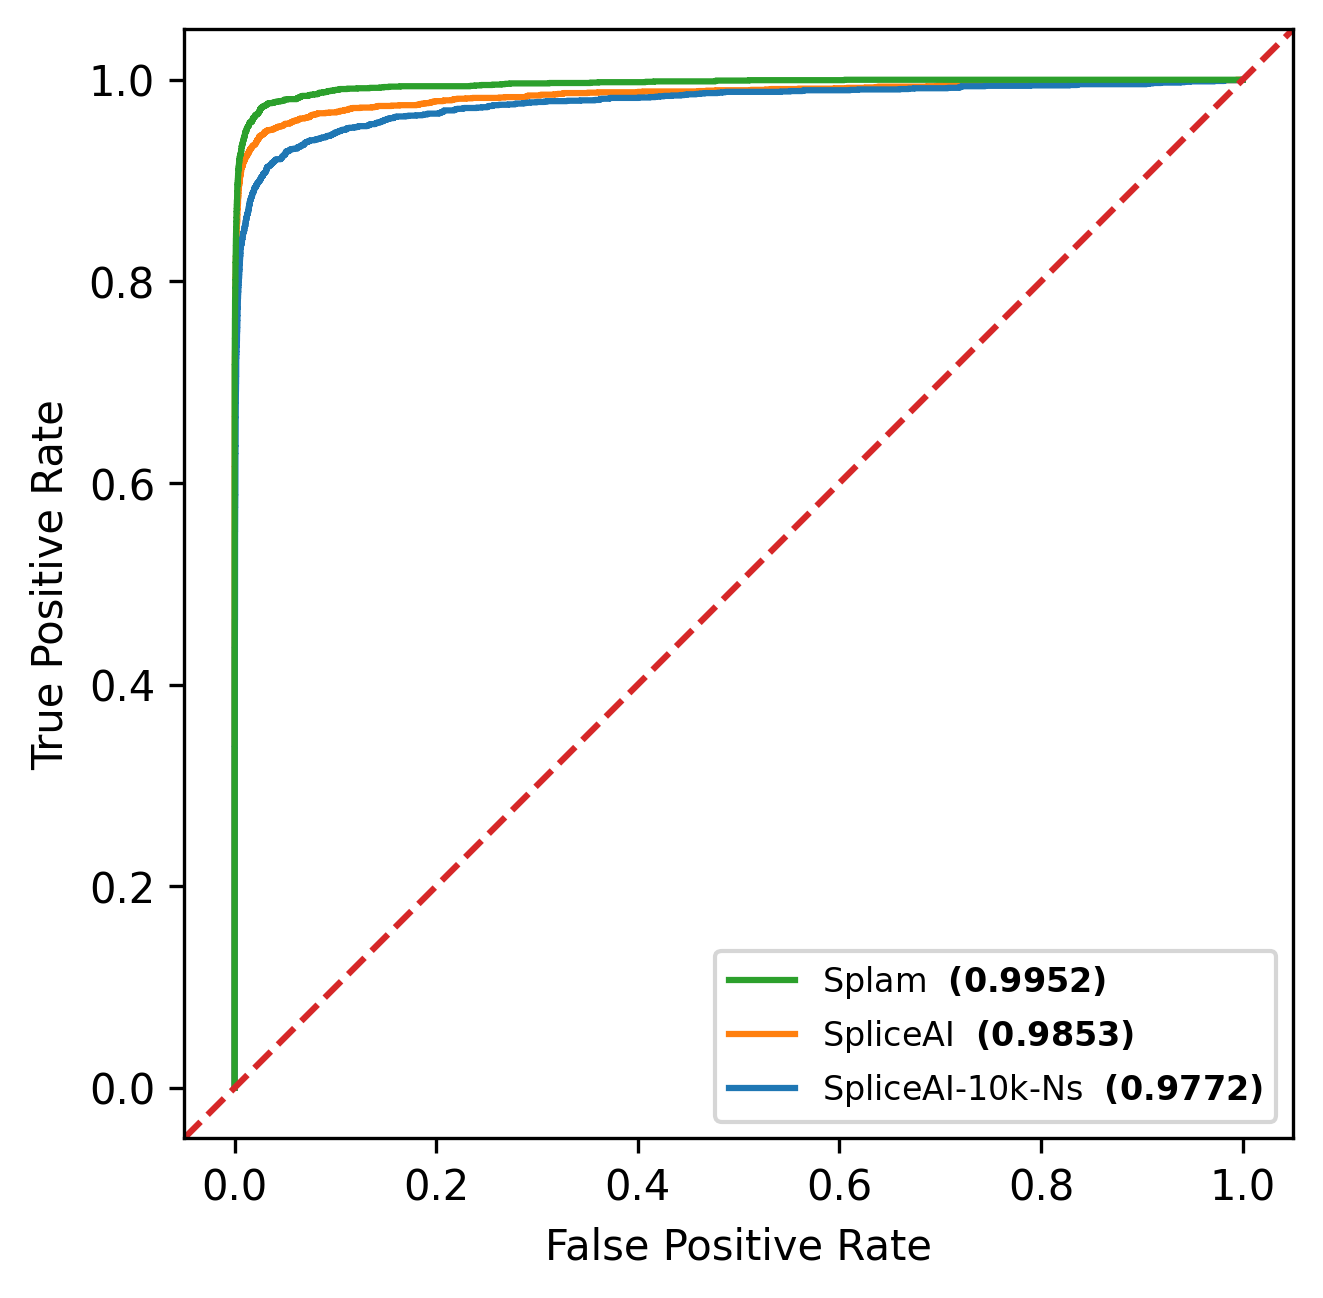 1.0
0.8
0.6
0.4
0.2
0.0
True Positive Rate
Splam (0.9952)
SpliceAI (0.9853)
SpliceAI-10k-Ns (0.9772)
0.0 0.2 0.4 0.6 0.8 1.0
False Positive Rate